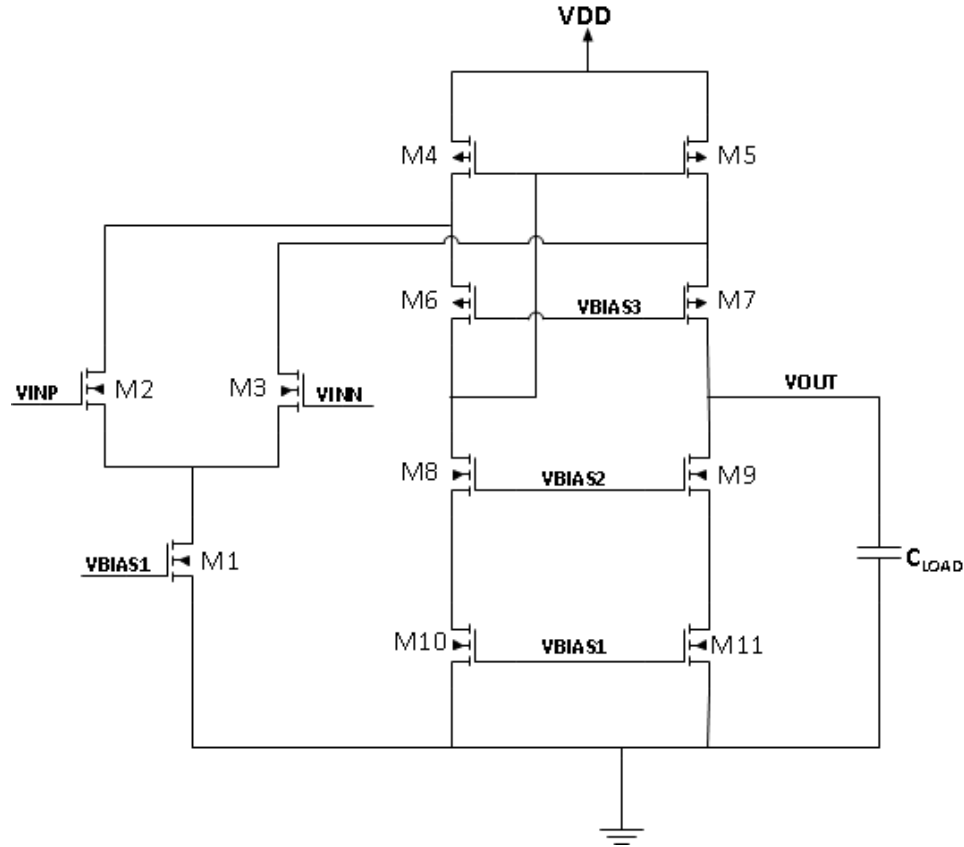 VDD
M4
M5
M6
VBIAS3
M7
VINP
M2
M3
VINN
VOUT
M8
VBIAS2
M9
VBIAS1
M1
CLOAD
M10
VBIAS1
M11